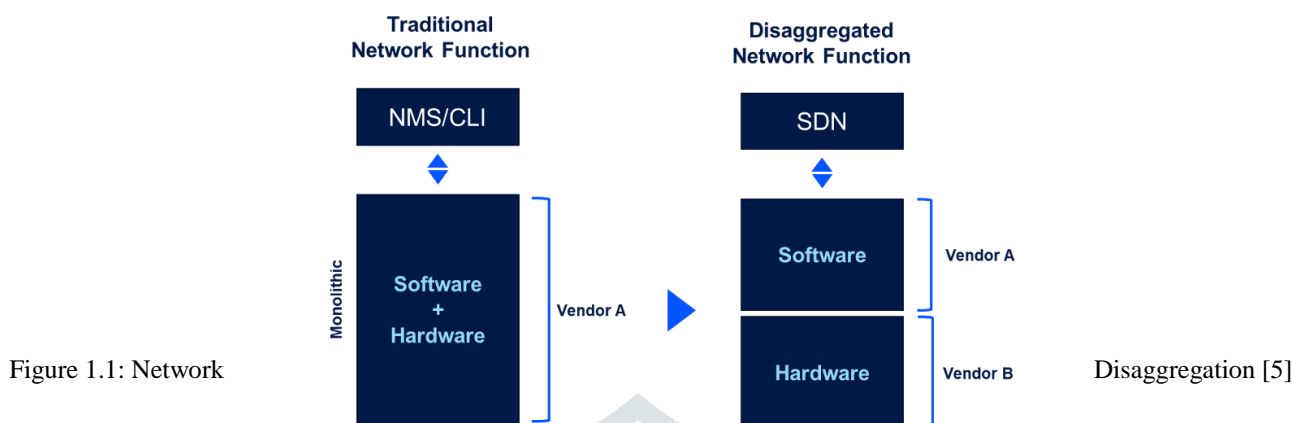 Traditional
Network Function
NMS/CLI
Monolithic
Software
+
Hardware
Vendor A
Disaggregated
Network Function
SDN
Software
Vendor A
Hardware
Vendor B
Figure 1.1: Network Disaggregation [5]